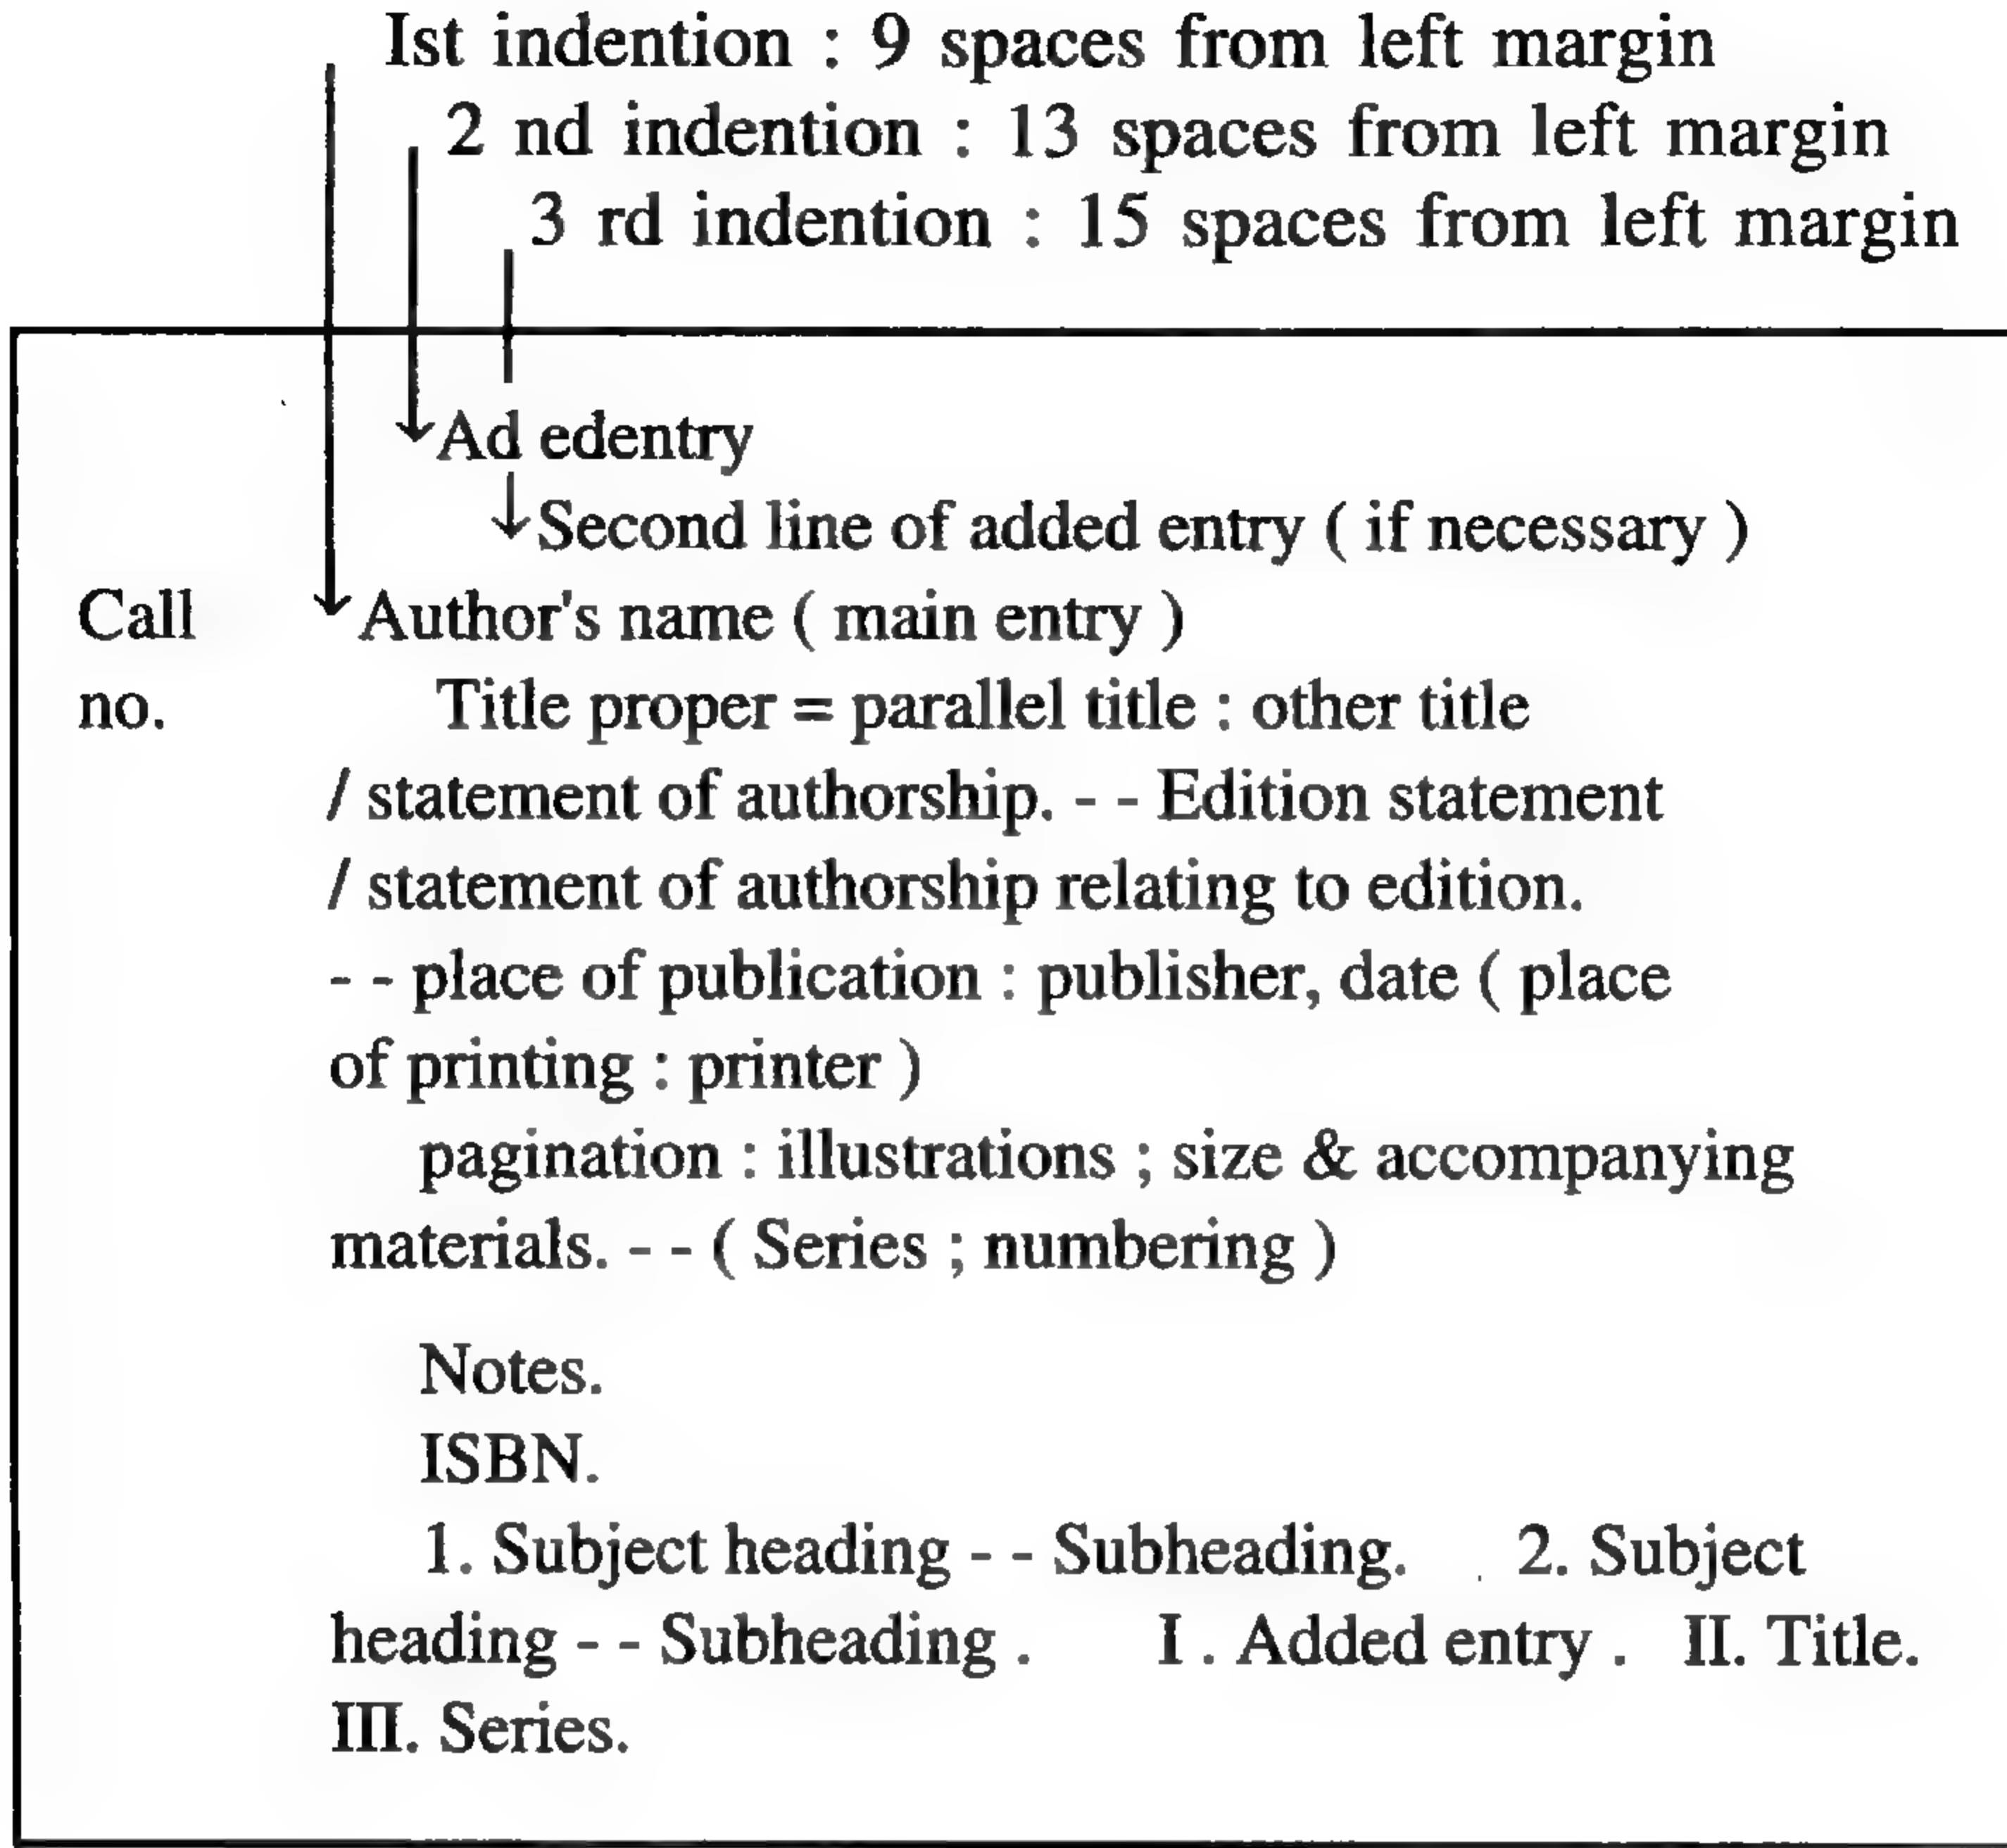 Ist indention : 9 spaces from left margin
2 nd indention : 13 spaces from left margin
3 rd indention : 15 spaces from left margin
Ad edentry
Second line of added entry ( if necessary )
Call Author's name ( main entry )
no. Title proper = parallel title : other title
/ statement of authorship. - - Edition statement
/ statement of authorship relating to edition.
- - place of publication : publisher, date ( place
of printing : printer )
pagination : illustrations ; size & accompanying
materials. - - ( Series ; numbering )
Notes.
ISBN.
1. Subject heading - - Subheading. 2. Subject
heading - - Subheading . I . Added entry . II. Title.
III. Series.